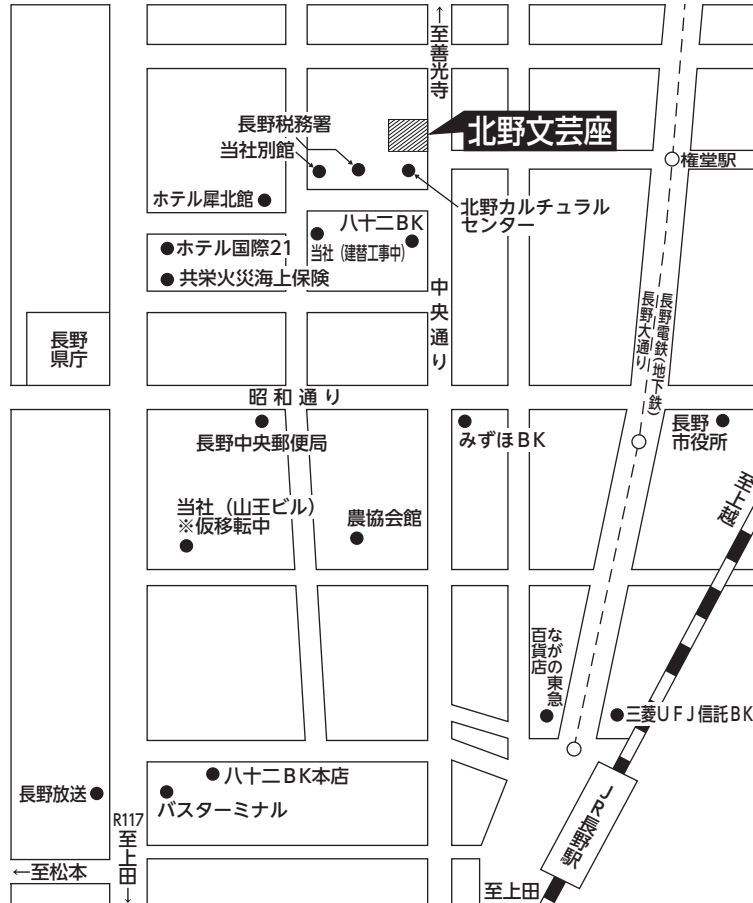 ↑至善光寺
長野税務署
当社別館
北野文芸座
権堂駅
ホテル犀北館
北野カルチュラル
センター
八十二BK
当社（建替工事中）
ホテル国際21
共栄火災海上保険
中央通り
長野電鉄(地下鉄)
長野大通り
長野
県庁
昭和通り
長野中央郵便局
みずほBK
長野
市役所
至上越
当社（山王ビル）
※仮移転中
農協会館
ながの東急
百貨店
三菱UFJ信託BK
八十二BK本店
バスターミナル
長野放送
R117
至上田→
JR長野駅
←至松本
至上田